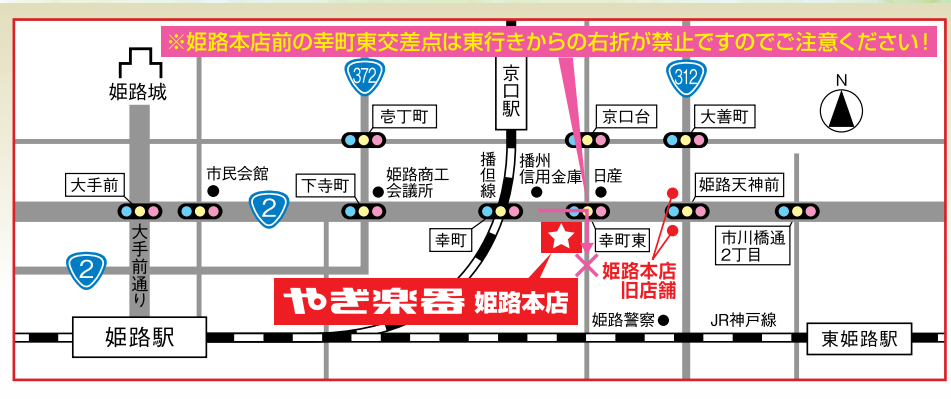 ※姫路本店前の幸町東交差点は東行きからの右折が禁止ですのでご注意ください!
姫路城
372
京口駅
312
N
壱丁町
京口台
大善町
大手前
市民会館
下寺町
姫路商工
会議所
播但線
播州
信用金庫
日産
姫路天神前
2
幸町
幸町東
市川橋通
2丁目
大手前通り
2
姫路本店
旧店舗
やぎ楽器 姫路本店
姫路警察
JR神戸線
姫路駅
東姫路駅